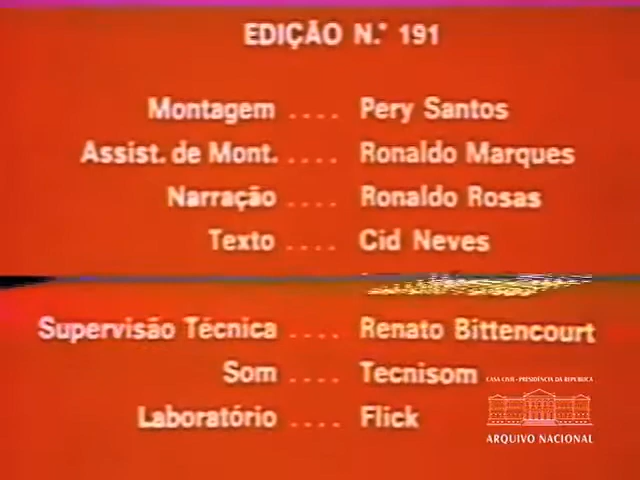 EDIÇÃO N.° 191
Montagem .... Pery Santos
Assist. de Mont. .... Ronaldo Marques
Narração .... Ronaldo Rosas
Texto .... Cid Neves
Supervisão Técnica .... Renato Bittencourt
Som .... Tecnisom
Laboratório .... Flick
CASA CIVIL - PRESIDÊNCIA DA REPÚBLICA
ARQUIVO NACIONAL